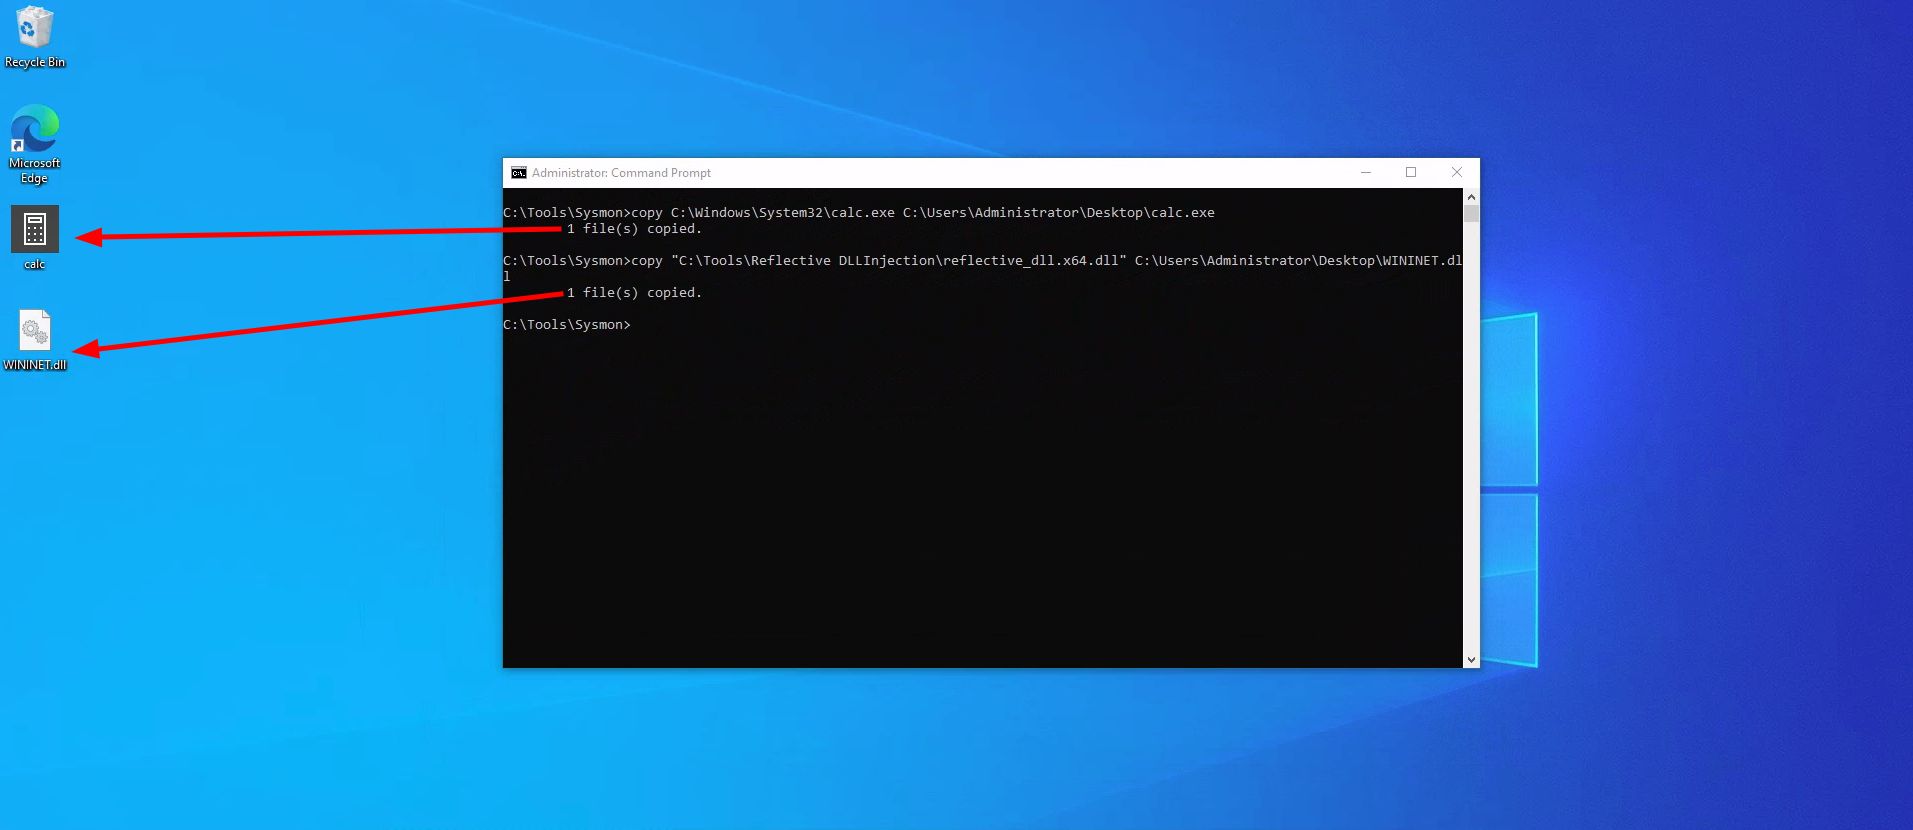 Recycle Bin
Microsoft
Edge
calc
WININET.dll
Administrator: Command Prompt
C:\Tools\Sysmon>copy C:\Windows\System32\calc.exe C:\Users\Administrator\Desktop\calc.exe
1 file(s) copied.
C:\Tools\Sysmon>copy "C:\Tools\Reflective DLLInjection\reflective_dll.x64.dll" C:\Users\Administrator\Desktop\WININET.dl
l
1 file(s) copied.
C:\Tools\Sysmon>